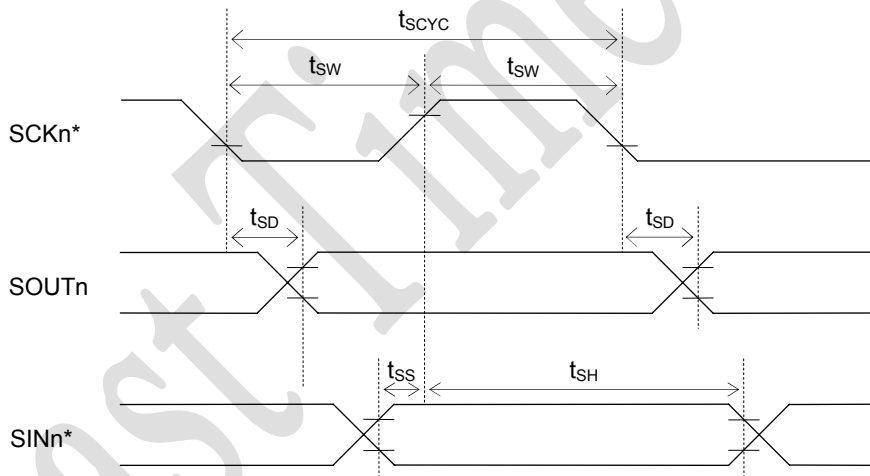 tSCYC
tSW tSW
SCKn*
tSD tSD
SOUTn
tSS tSH
SINn*